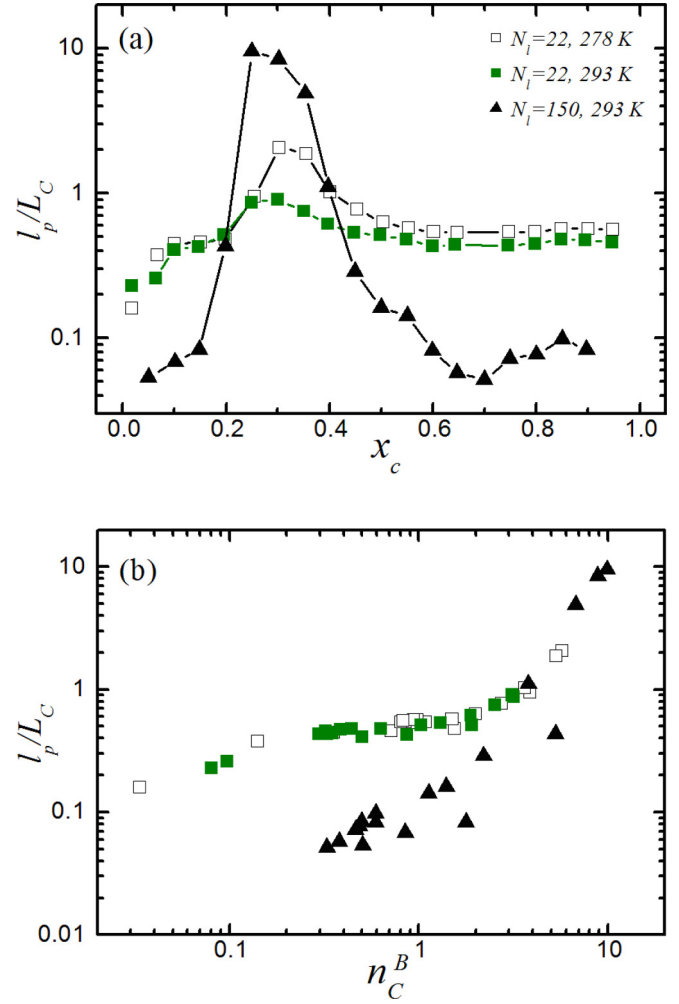 (a)
N_l=22, 278 K
N_l=22, 293 K
N_l=150, 293 K
10
1
0.1
l_p/L_C
0.0 0.2 0.4 0.6 0.8 1.0
x_c
(b)
10
1
0.1
0.01
l_p/L_C
0.1 1 10
n_C^B